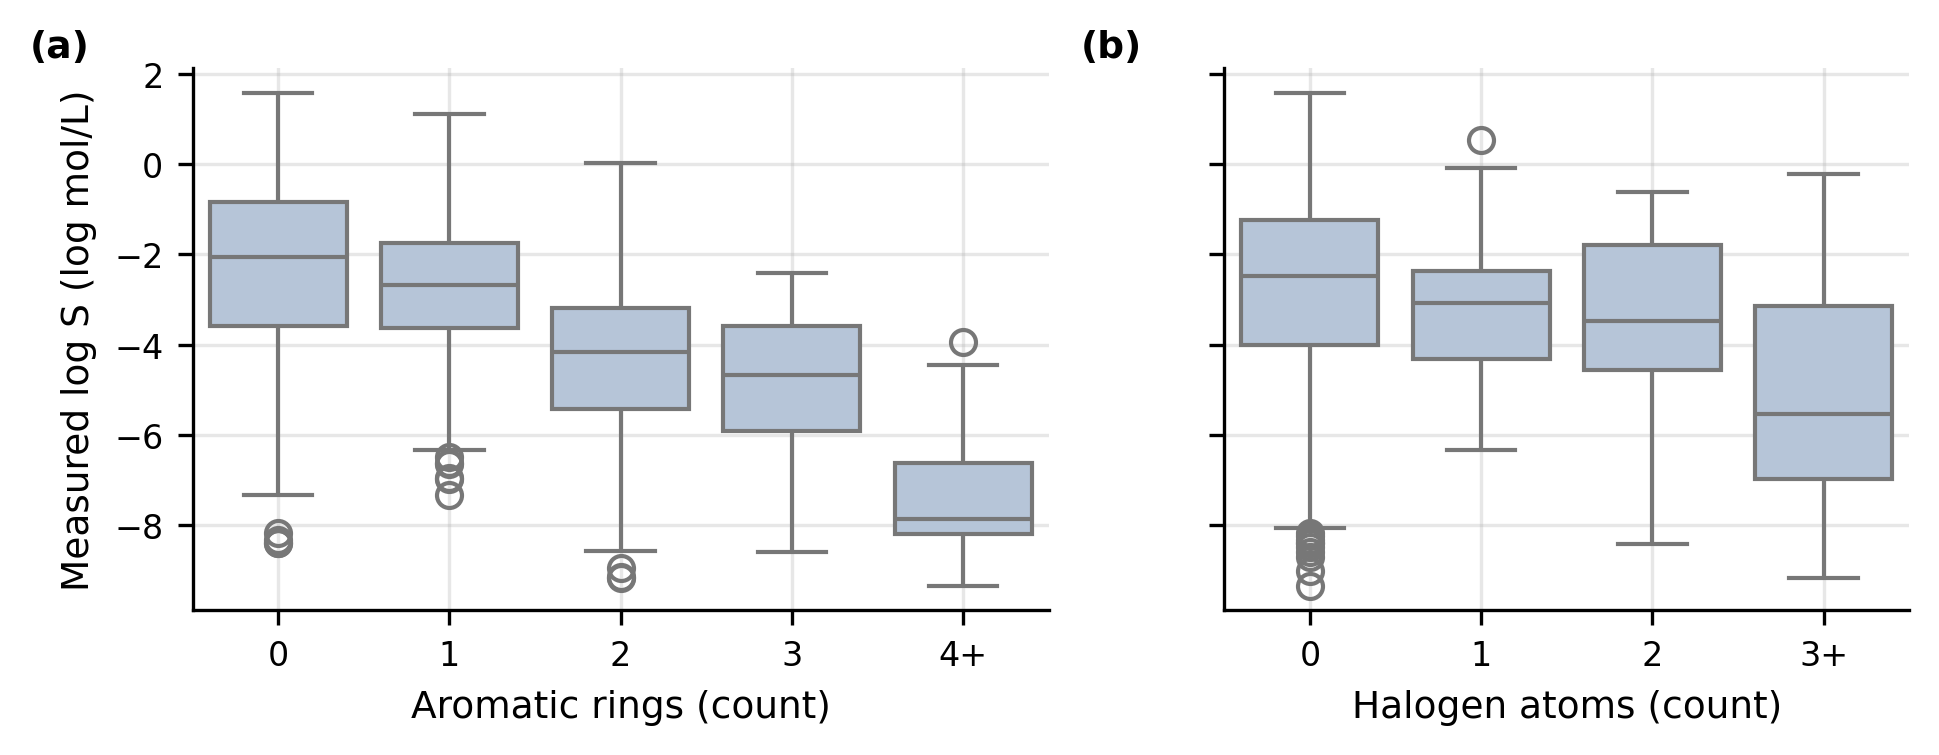 (a)
(b)
Measured log S (log mol/L)
2
0
−2
−4
−6
−8
0 1 2 3 4+
Aromatic rings (count)
0 1 2 3+
Halogen atoms (count)